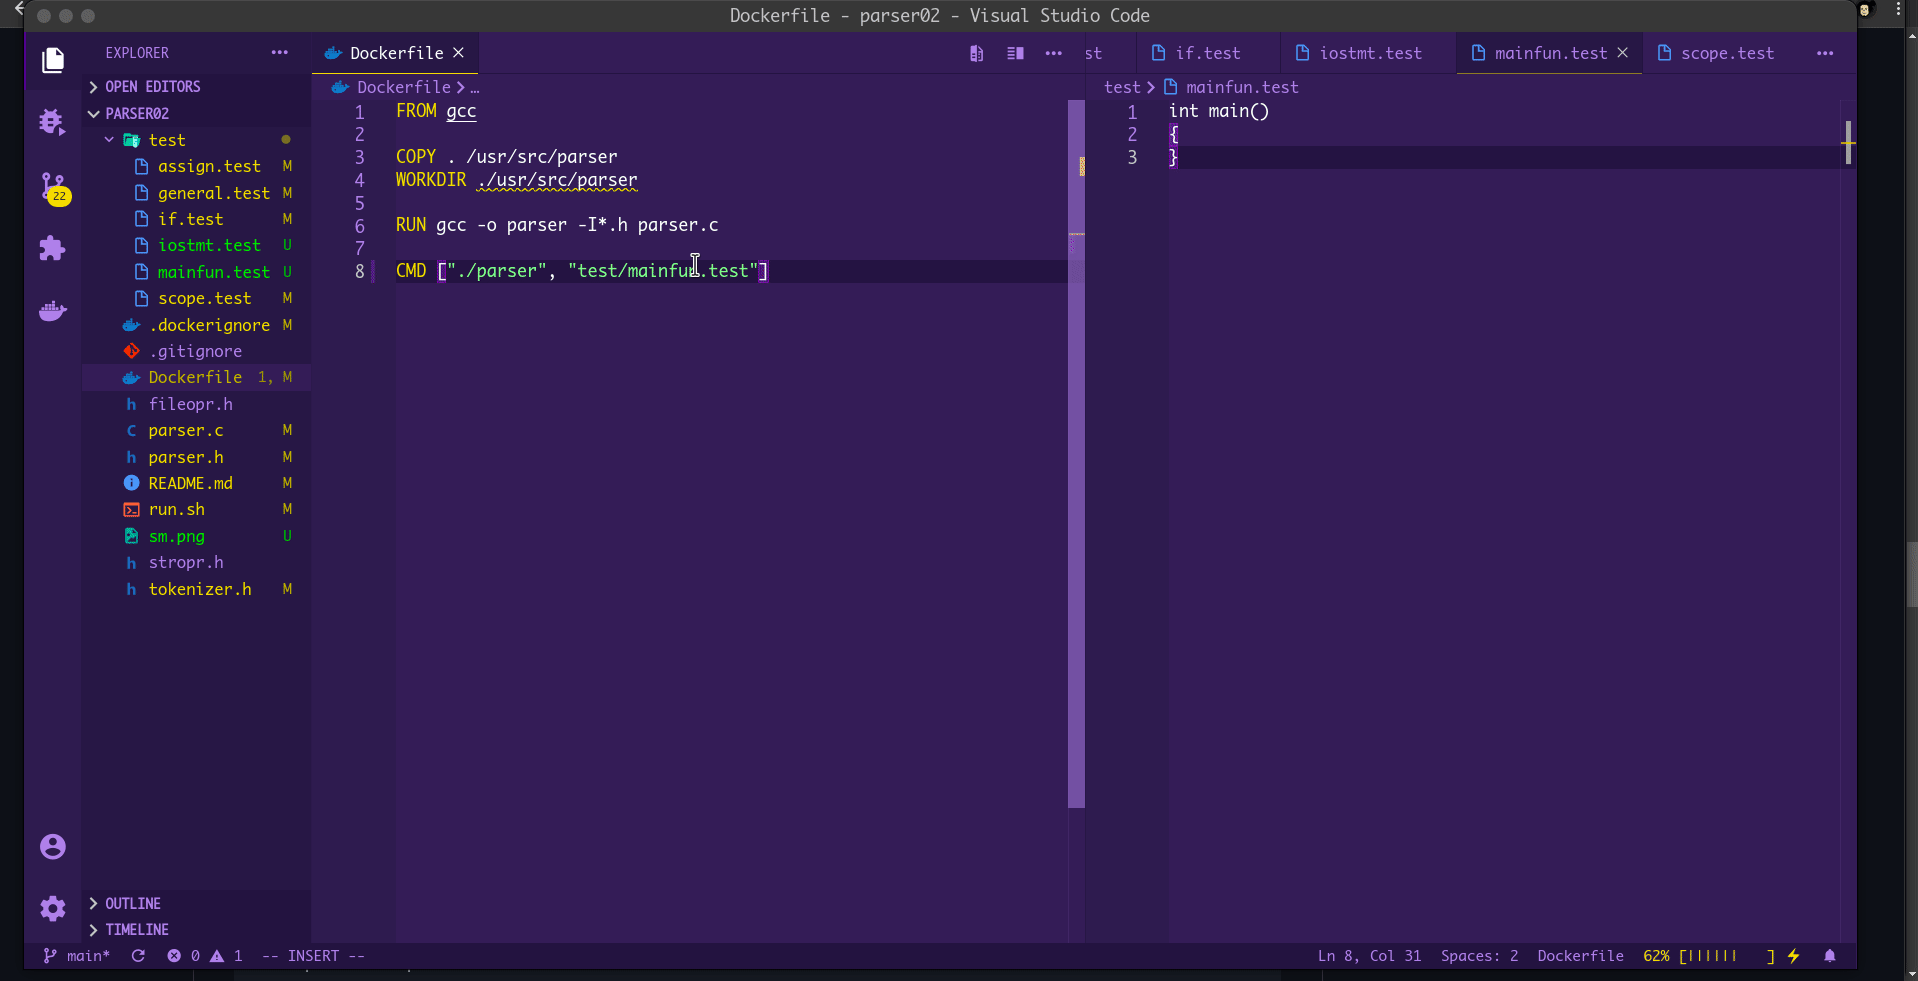 Dockerfile - parser02 - Visual Studio Code
EXPLORER
OPEN EDITORS
PARSER02
test
assign.test M
general.test M
if.test M
iostmt.test U
mainfun.test U
scope.test M
.dockerignore M
.gitignore
Dockerfile 1, M
fileopr.h
C parser.c M
h parser.h M
README.md M
run.sh M
sm.png U
h stropr.h
h tokenizer.h M
OUTLINE
TIMELINE
22
Dockerfile
Dockerfile > …
1 FROM gcc
2
3 COPY . /usr/src/parser
4 WORKDIR ./usr/src/parser
5
6 RUN gcc -o parser -I*.h parser.c
7
8 CMD ["./parser", "test/mainfun.test"]
st if.test iostmt.test mainfun.test scope.test
test > mainfun.test
1 int main()
2 {
3 }
main* 0 1 -- INSERT -- Ln 8, Col 31 Spaces: 2 Dockerfile 62% [|||||| ]